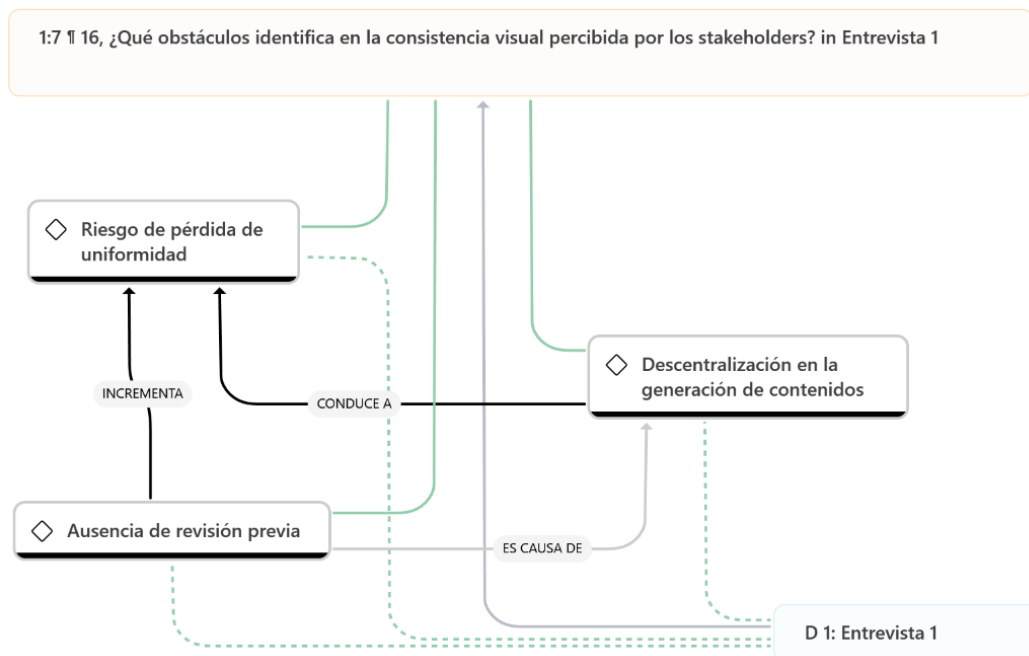 1:7 ¶ 16, ¿Qué obstáculos identifica en la consistencia visual percibida por los stakeholders? in Entrevista 1
Riesgo de pérdida de
uniformidad
Descentralización en la
generación de contenidos
INCREMENTA
CONDUCE A
Ausencia de revisión previa
ES CAUSA DE
D 1: Entrevista 1